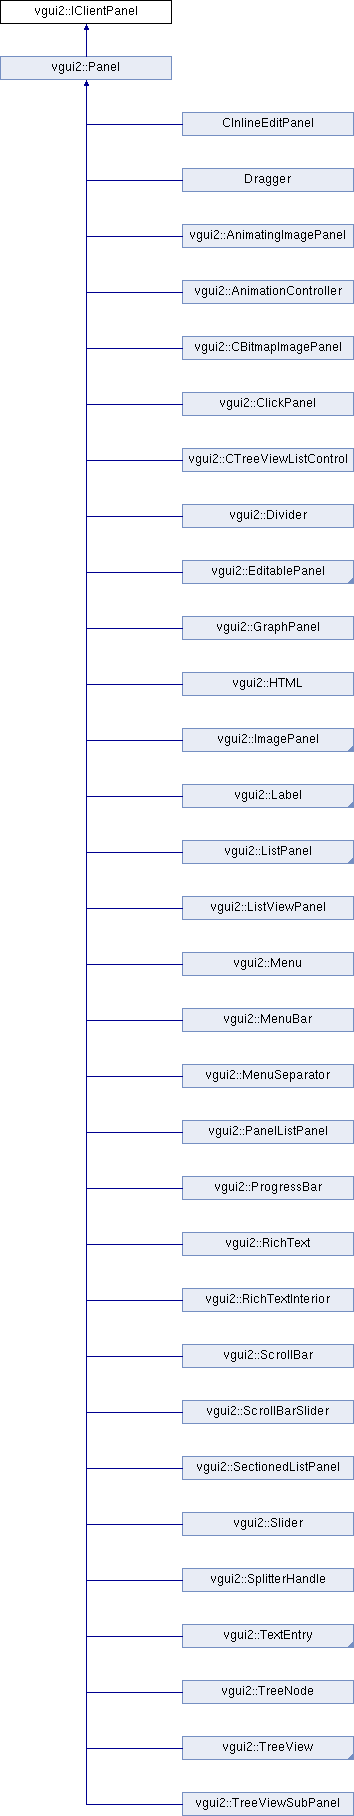 vgui2::IClientPanel
vgui2::Panel
CInlineEditPanel
Dragger
vgui2::AnimatingImagePanel
vgui2::AnimationController
vgui2::CBitmapImagePanel
vgui2::ClickPanel
vgui2::CTreeViewListControl
vgui2::Divider
vgui2::EditablePanel
vgui2::GraphPanel
vgui2::HTML
vgui2::ImagePanel
vgui2::Label
vgui2::ListPanel
vgui2::ListViewPanel
vgui2::Menu
vgui2::MenuBar
vgui2::MenuSeparator
vgui2::PanelListPanel
vgui2::ProgressBar
vgui2::RichText
vgui2::RichTextInterior
vgui2::ScrollBar
vgui2::ScrollBarSlider
vgui2::SectionedListPanel
vgui2::Slider
vgui2::SplitterHandle
vgui2::TextEntry
vgui2::TreeNode
vgui2::TreeView
vgui2::TreeViewSubPanel